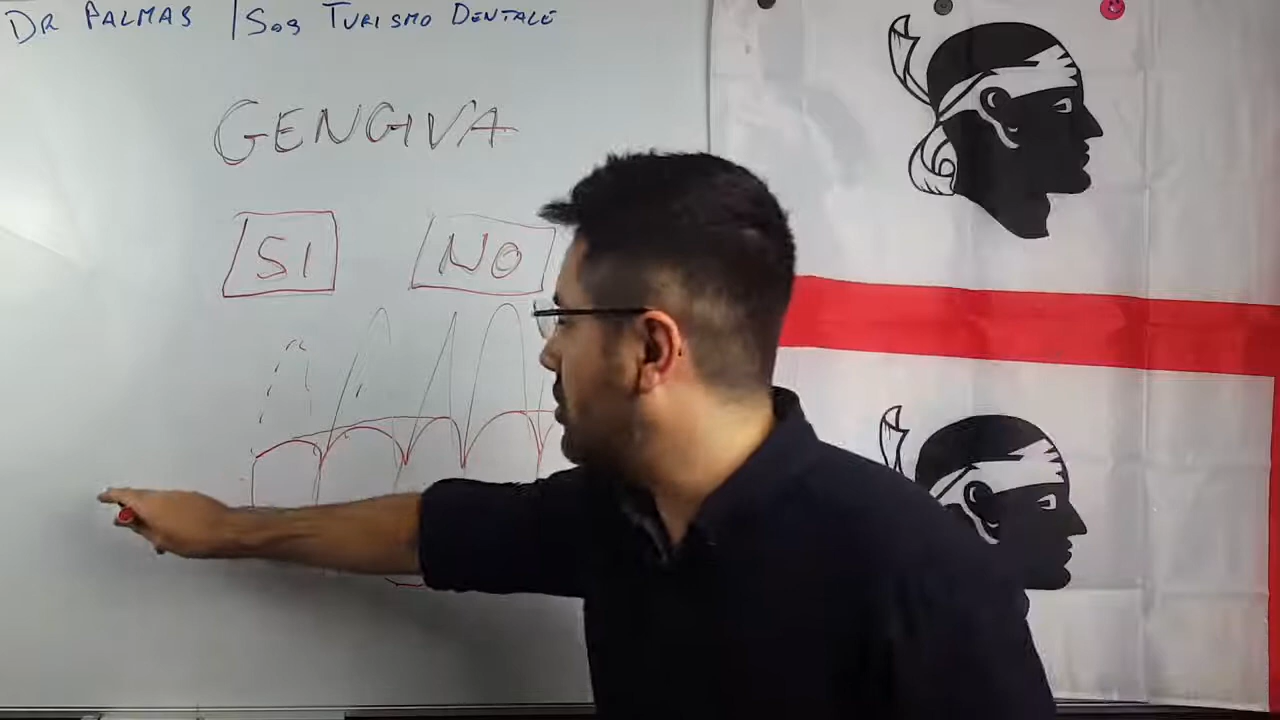 DR PALMAS | SOS TURISMO DENTALE
GENGIVA
SI NO